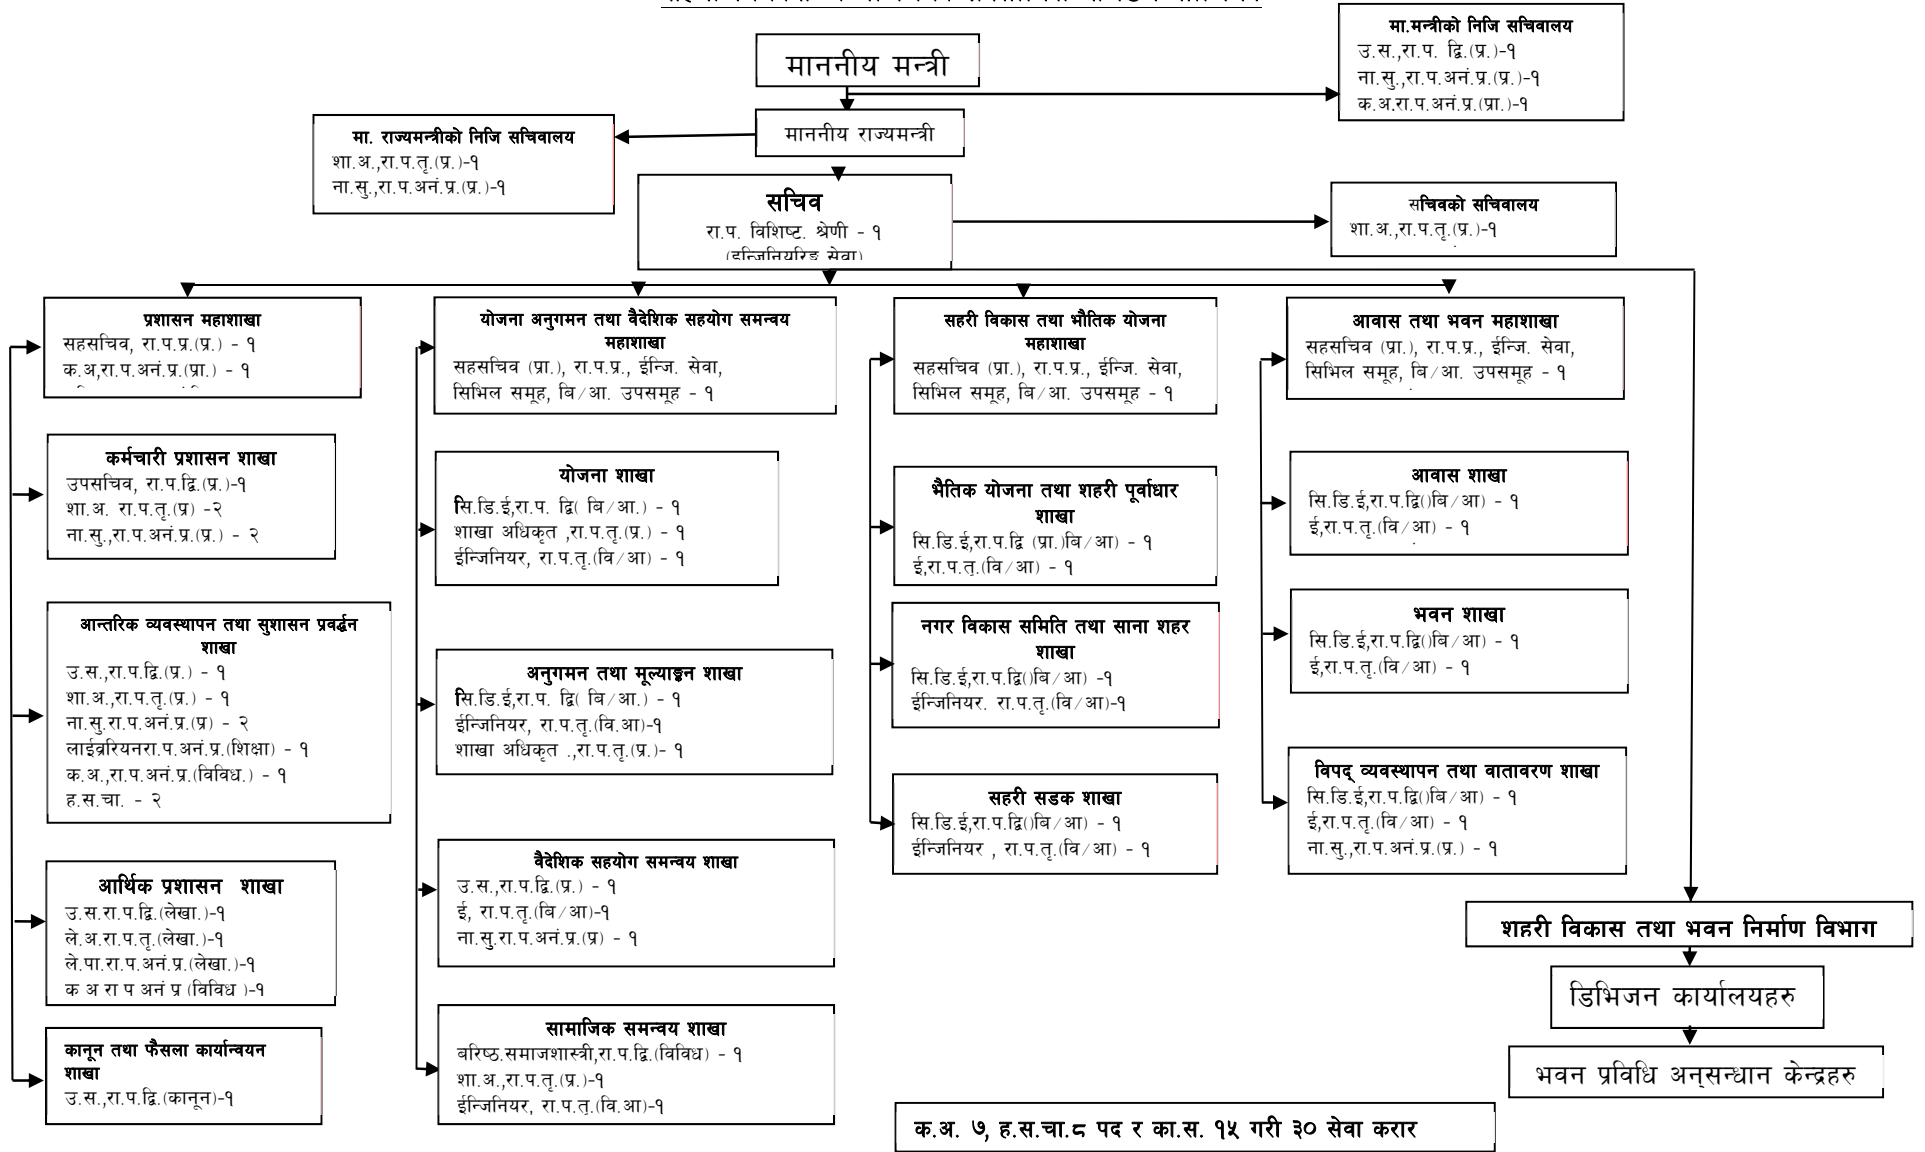 माननीय मन्त्री
मा.मन्त्रीको निजि सचिवालय
उ.स.,रा.प. द्वि.(प्र.)-१
ना.सु.,रा.प.अनं.प्र.(प्र.)-१
क.अ.रा.प.अनं.प्र.(प्रा.)-१
माननीय राज्यमन्त्री
मा. राज्यमन्त्रीको निजि सचिवालय
शा.अ.,रा.प.तृ.(प्र.)-१
ना.सु.,रा.प.अनं.प्र.(प्र.)-१
सचिव
रा.प. विशिष्ट. श्रेणी - १
(इन्जिनियरिङ सेवा)
सचिवको सचिवालय
शा.अ.,रा.प.तृ.(प्र.)-१
प्रशासन महाशाखा
सहसचिव, रा.प.प्र.(प्र.) - १
क.अ,रा.प.अनं.प्र.(प्रा.) - १
कर्मचारी प्रशासन शाखा
उपसचिव, रा.प.द्वि.(प्र.)-१
शा.अ. रा.प.तृ.(प्र) -२
ना.सु.,रा.प.अनं.प्र.(प्र.) - २
आन्तरिक व्यवस्थापन तथा सुशासन प्रवर्द्धन
शाखा
उ.स.,रा.प.द्वि.(प्र.) - १
शा.अ.,रा.प.तृ.(प्र.) - १
ना.सु.रा.प.अनं.प्र.(प्र) - २
लाईब्ररियनरा.प.अनं.प्र.(शिक्षा) - १
क.अ.,रा.प.अनं.प्र.(विविध.) - १
ह.स.चा. - २
आर्थिक प्रशासन शाखा
उ.स.रा.प.द्वि.(लेखा.)-१
ले.अ.रा.प.तृ.(लेखा.)-१
ले.पा.रा.प.अनं.प्र.(लेखा.)-१
क अ रा प अनं प्र (विविध )-१
कानून तथा फैसला कार्यान्वयन
शाखा
उ.स.,रा.प.द्वि.(कानून)-१
योजना अनुगमन तथा वैदेशिक सहयोग समन्वय
महाशाखा
सहसचिव (प्रा.), रा.प.प्र., ईन्जि. सेवा,
सिभिल समूह, बि/आ. उपसमूह - १
योजना शाखा
सि.डि.ई,रा.प. द्वि( बि/आ.) - १
शाखा अधिकृत ,रा.प.तृ.(प्र.) - १
ईन्जिनियर, रा.प.तृ.(वि/आ) - १
अनुगमन तथा मूल्याङ्कन शाखा
सि.डि.ई,रा.प. द्वि( बि/आ.) - १
ईन्जिनियर, रा.प.तृ.(वि.आ)-१
शाखा अधिकृत .,रा.प.तृ.(प्र.)- १
वैदेशिक सहयोग समन्वय शाखा
उ.स.,रा.प.द्वि.(प्र.) - १
ई, रा.प.तृ.(बि/आ)-१
ना.सु.रा.प.अनं.प्र.(प्र) - १
सामाजिक समन्वय शाखा
बरिष्ठ.समाजशास्त्री,रा.प.द्वि.(विविध) - १
शा.अ.,रा.प.तृ.(प्र.)-१
ईन्जिनियर, रा.प.तृ.(वि.आ)-१
सहरी विकास तथा भौतिक योजना
महाशाखा
सहसचिव (प्रा.), रा.प.प्र., ईन्जि. सेवा,
सिभिल समूह, बि/आ. उपसमूह - १
भैतिक योजना तथा शहरी पूर्वाधार
शाखा
सि.डि.ई,रा.प.द्वि (प्रा.)बि/आ) - १
ई,रा.प.तृ.(वि/आ) - १
नगर विकास समिति तथा साना शहर
शाखा
सि.डि.ई,रा.प.द्वि()बि/आ) -१
ईन्जिनियर. रा.प.तृ.(वि/आ)-१
सहरी सडक शाखा
सि.डि.ई,रा.प.द्वि()बि/आ) - १
ईन्जिनियर , रा.प.तृ.(वि/आ) - १
आवास तथा भवन महाशाखा
सहसचिव (प्रा.), रा.प.प्र., ईन्जि. सेवा,
सिभिल समूह, बि/आ. उपसमूह - १
आवास शाखा
सि.डि.ई,रा.प.द्वि()बि/आ) - १
ई,रा.प.तृ.(वि/आ) - १
भवन शाखा
सि.डि.ई,रा.प.द्वि()बि/आ) - १
ई,रा.प.तृ.(वि/आ) - १
विपद् व्यवस्थापन तथा वातावरण शाखा
सि.डि.ई,रा.प.द्वि()बि/आ) - १
ई,रा.प.तृ.(वि/आ) - १
ना.सु.,रा.प.अनं.प्र.(प्र.) - १
शहरी विकास तथा भवन निर्माण विभाग
डिभिजन कार्यालयहरु
भवन प्रविधि अनुसन्धान केन्द्रहरु
क.अ. ७, ह.स.चा.८ पद र का.स. १५ गरी ३० सेवा करार